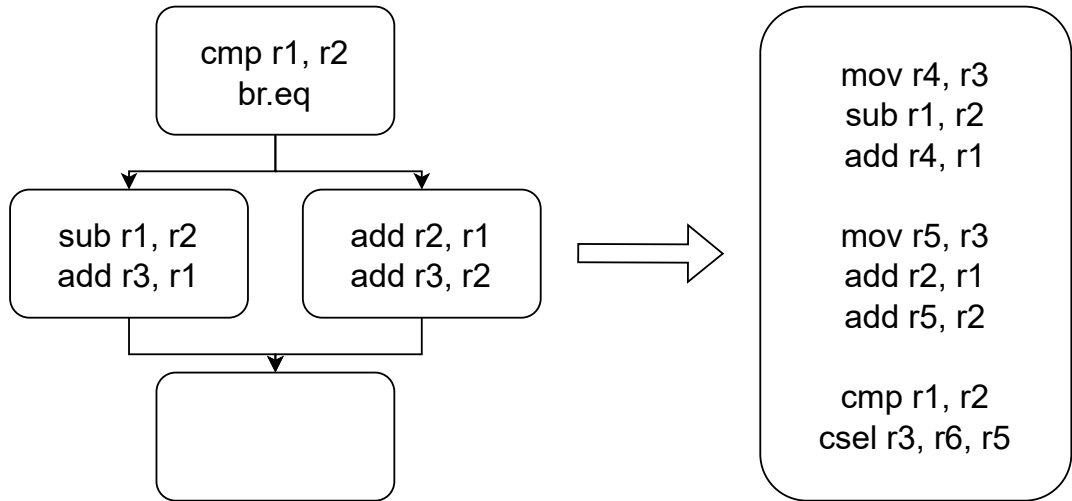 cmp r1, r2
br.eq
sub r1, r2
add r3, r1
add r2, r1
add r3, r2
mov r4, r3
sub r1, r2
add r4, r1
mov r5, r3
add r2, r1
add r5, r2
cmp r1, r2
csel r3, r6, r5